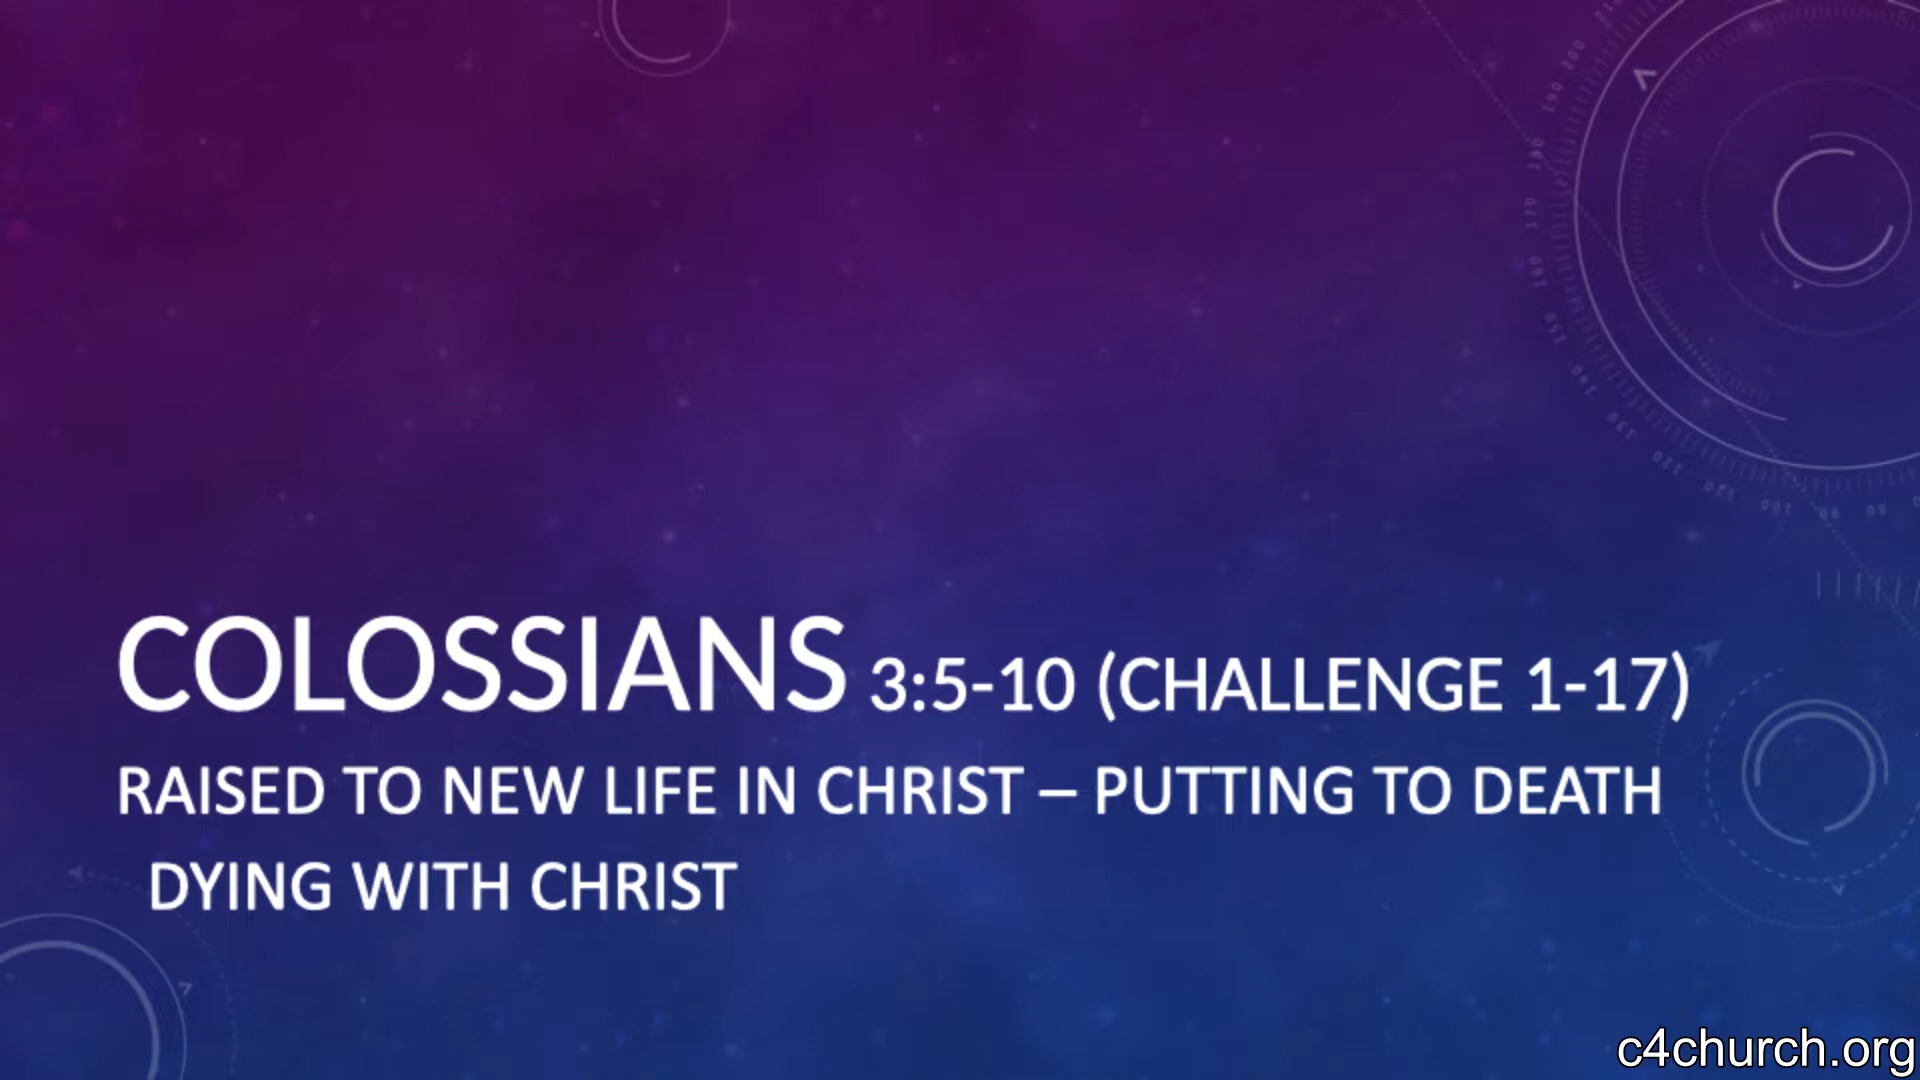 COLOSSIANS 3:5-10 (CHALLENGE 1-17)
RAISED TO NEW LIFE IN CHRIST – PUTTING TO DEATH
DYING WITH CHRIST
c4church.org